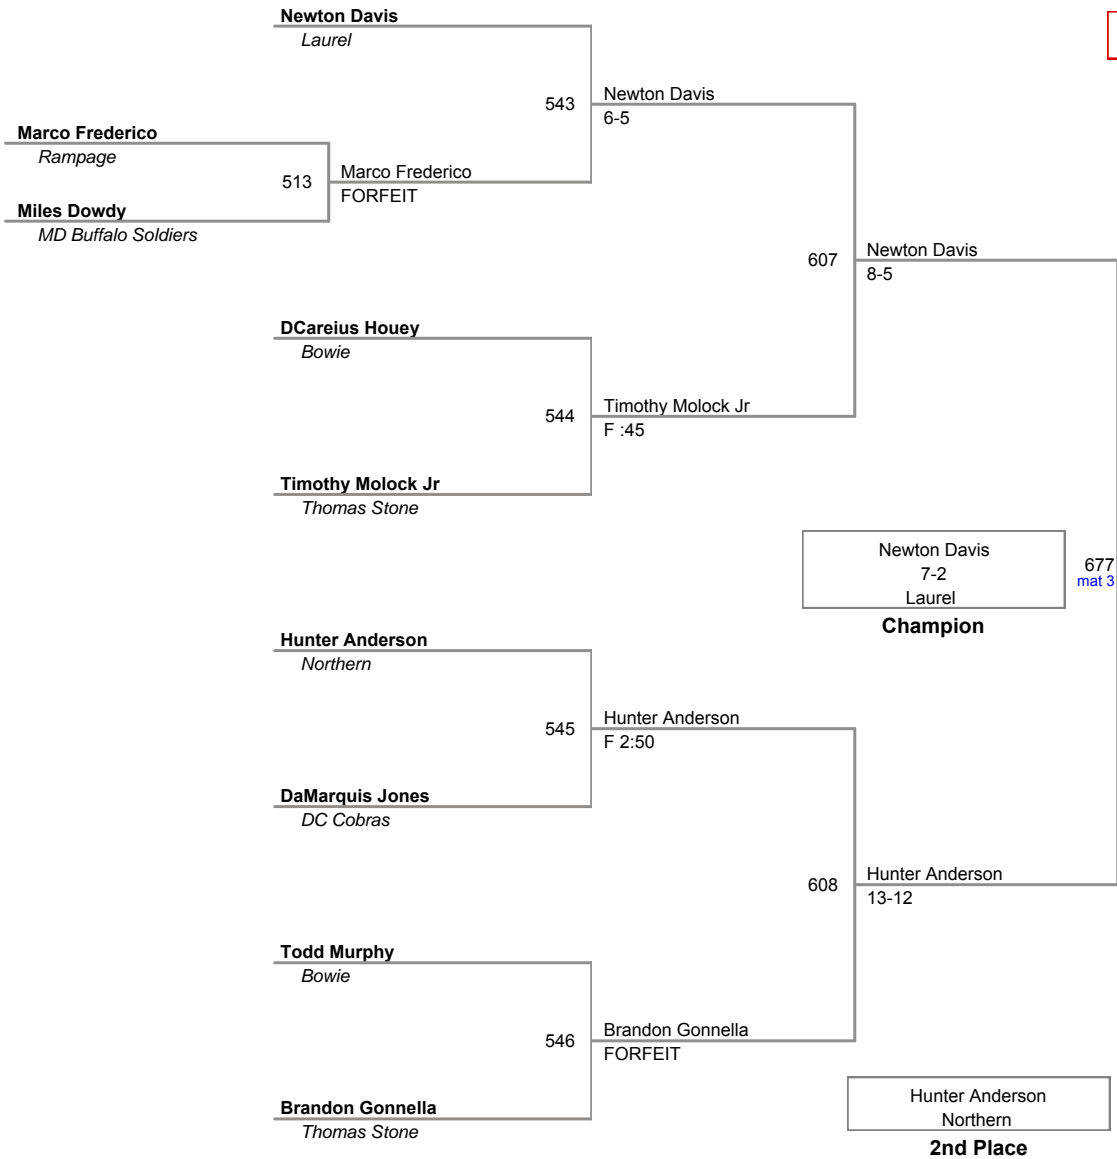 Newton Davis
Laurel
543
Newton Davis
6-5
Marco Frederico
Rampage
513
Marco Frederico
FORFEIT
Miles Dowdy
MD Buffalo Soldiers
607
Newton Davis
8-5
DCareius Houey
Bowie
544
Timothy Molock Jr
F :45
Timothy Molock Jr
Thomas Stone
Newton Davis
7-2
Laurel
Champion
677
mat 3
Hunter Anderson
Northern
545
Hunter Anderson
F 2:50
DaMarquis Jones
DC Cobras
608
Hunter Anderson
13-12
Todd Murphy
Bowie
546
Brandon Gonnella
FORFEIT
Brandon Gonnella
Thomas Stone
Hunter Anderson
Northern
2nd Place